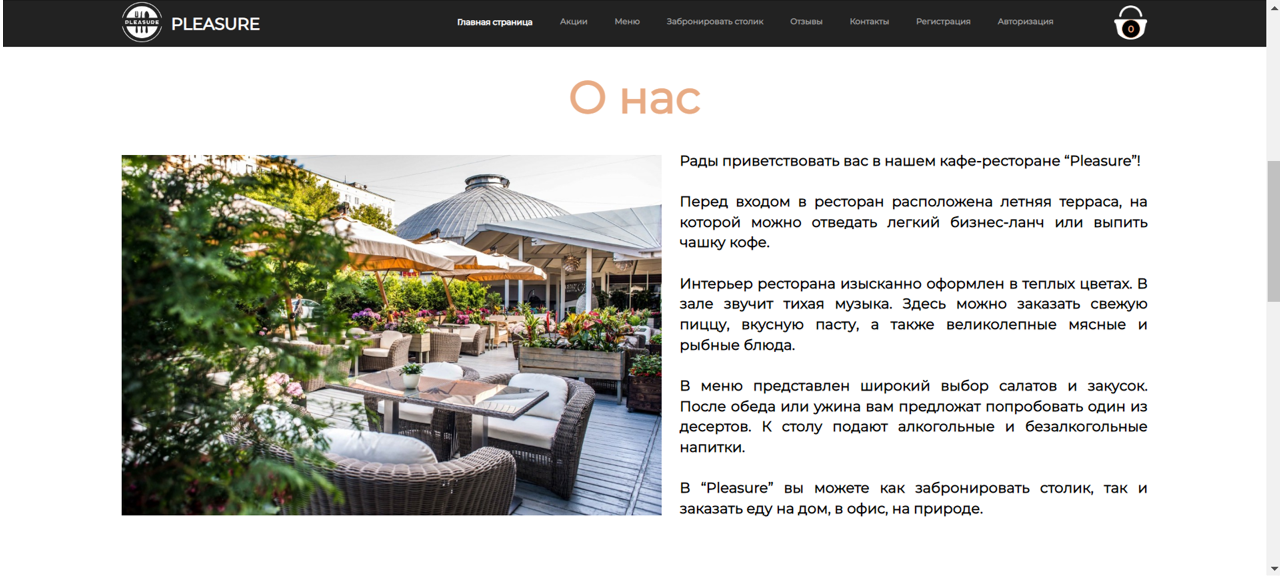 PLEASURE
PLEASURE
Главная страница
Акции
Меню
Забронировать столик
Отзывы
Контакты
Регистрация
Авторизация
0
О нас
Рады приветствовать вас в нашем кафе-ресторане “Pleasure”!
Перед входом в ресторан расположена летняя терраса, на
которой можно отведать легкий бизнес-ланч или выпить
чашку кофе.
Интерьер ресторана изысканно оформлен в теплых цветах. В
зале звучит тихая музыка. Здесь можно заказать свежую
пиццу, вкусную пасту, а также великолепные мясные и
рыбные блюда.
В меню представлен широкий выбор салатов и закусок.
После обеда или ужина вам предложат попробовать один из
десертов. К столу подают алкогольные и безалкогольные
напитки.
В “Pleasure” вы можете как забронировать столик, так и
заказать еду на дом, в офис, на природе.